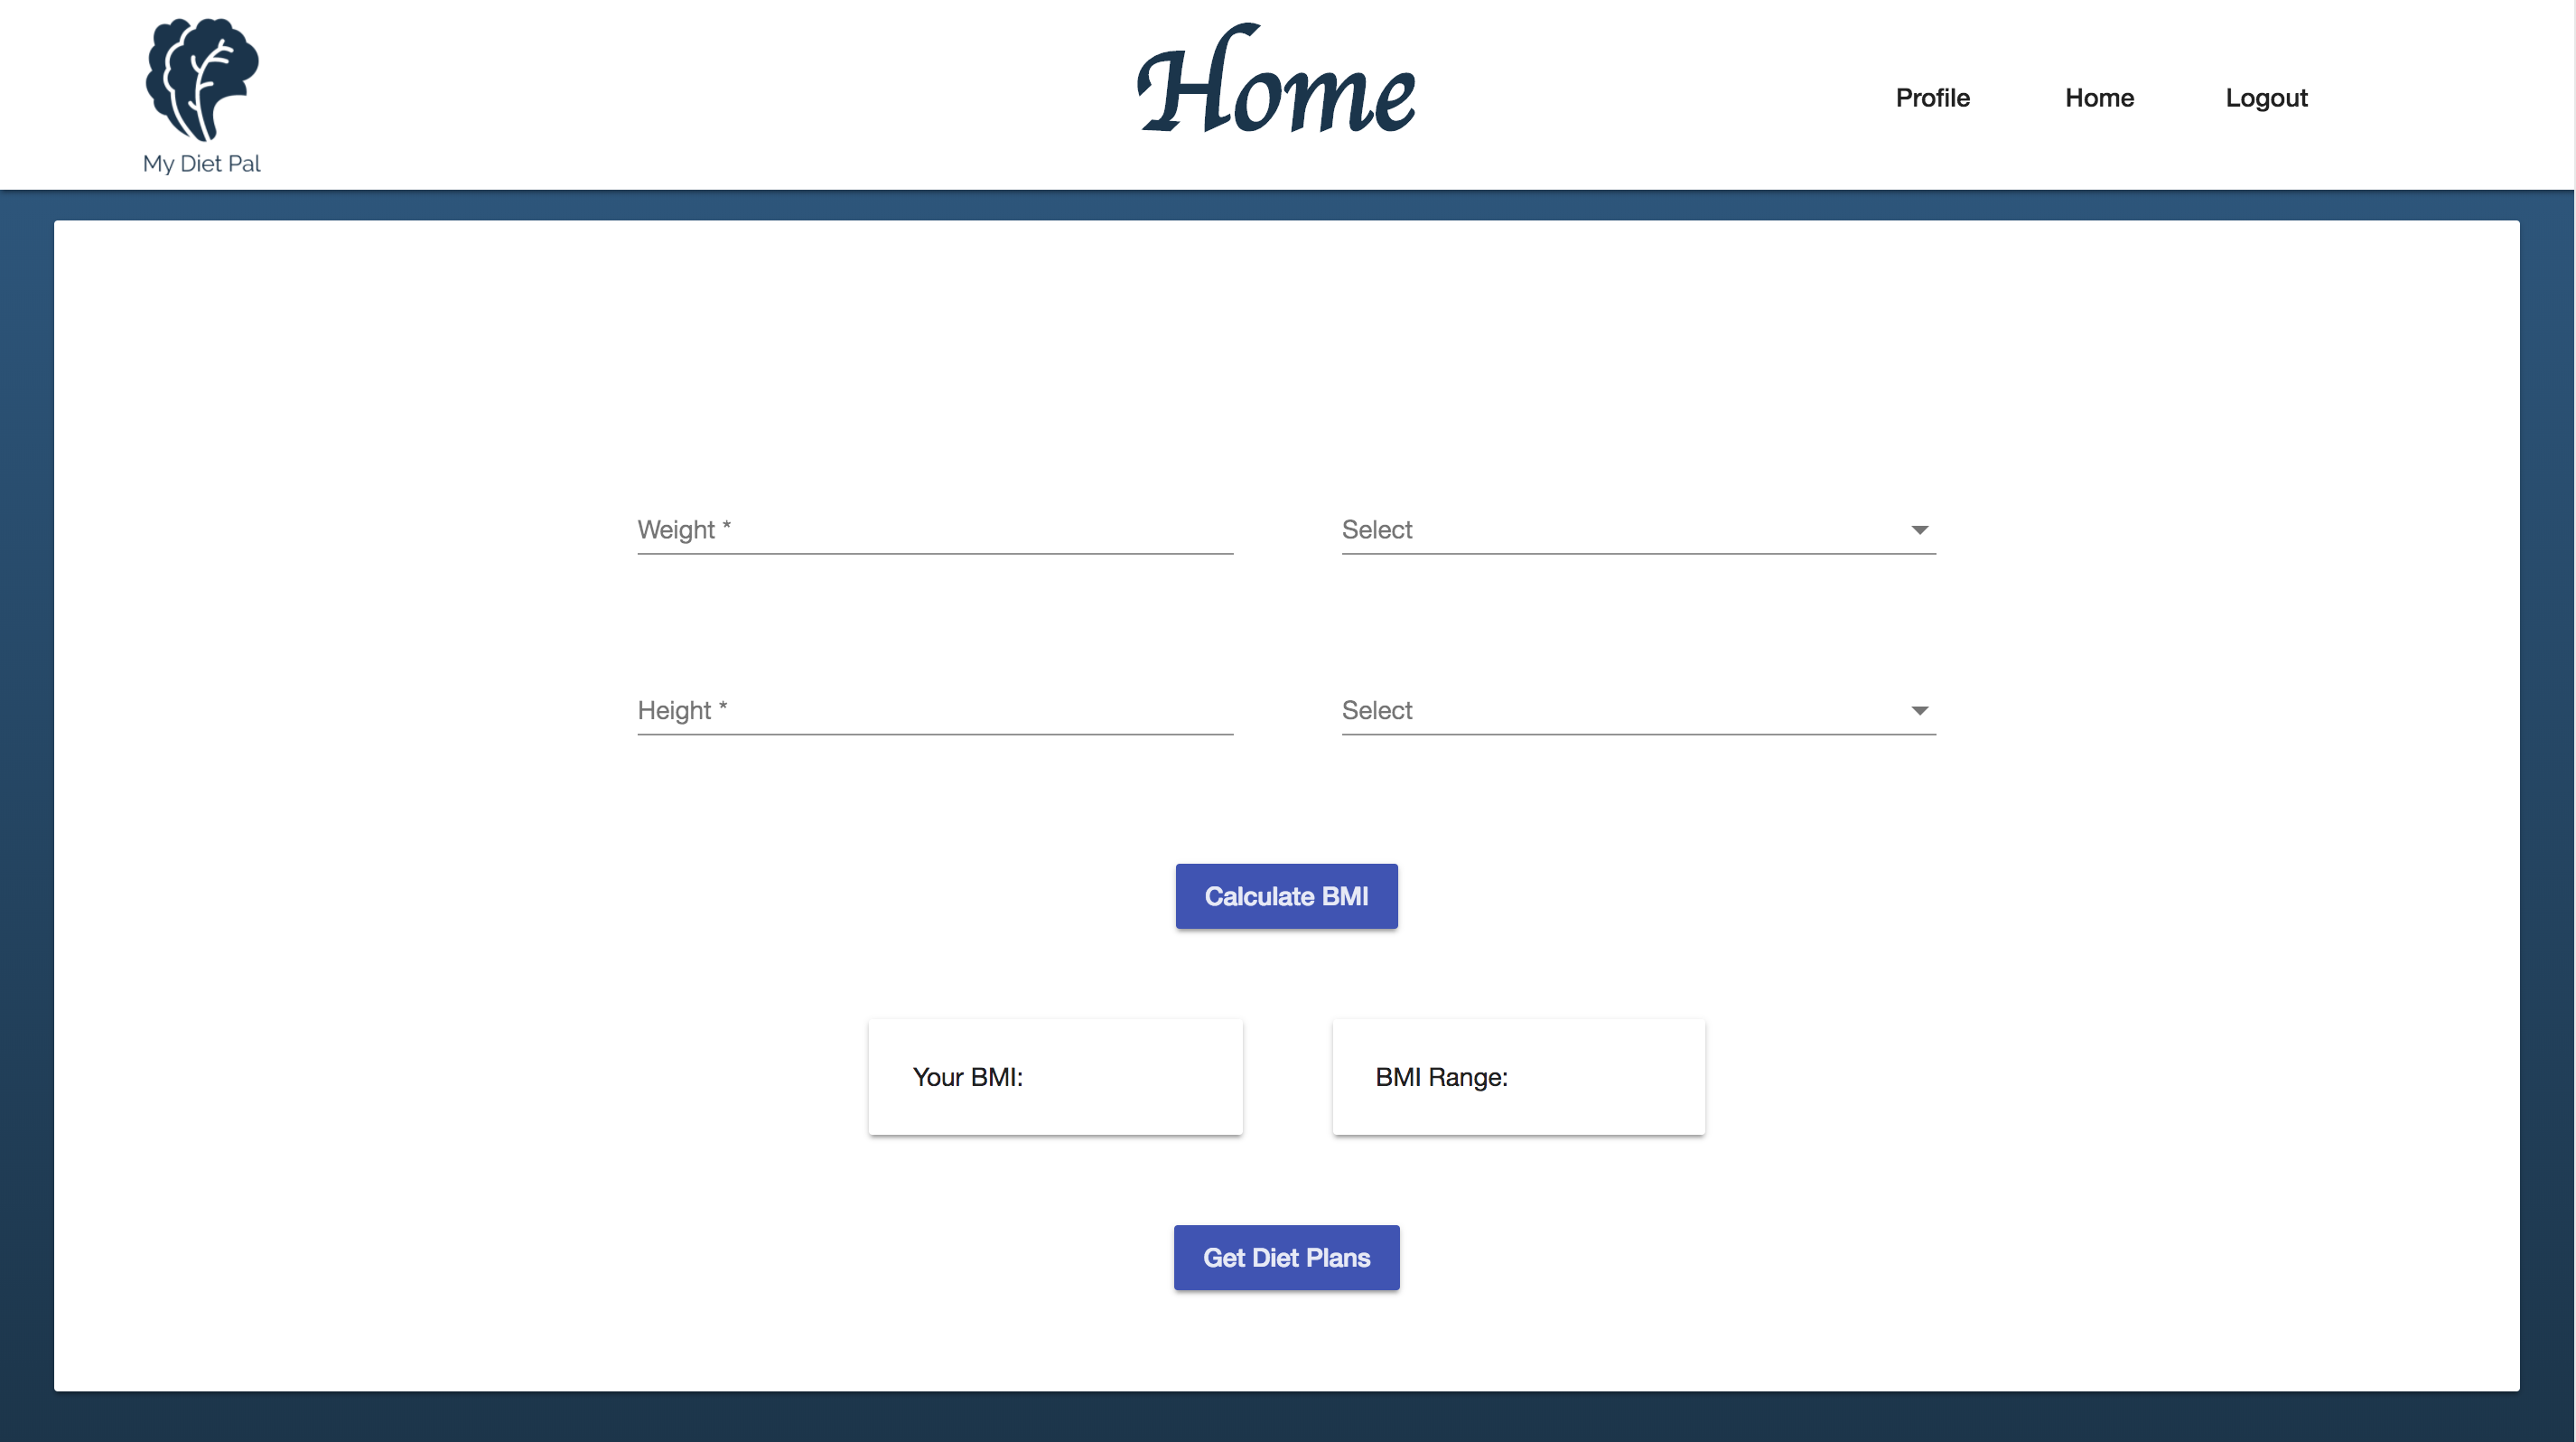 My Diet Pal
Home
Profile Home Logout
Weight * Select
Height * Select
Calculate BMI
Your BMI: BMI Range:
Get Diet Plans